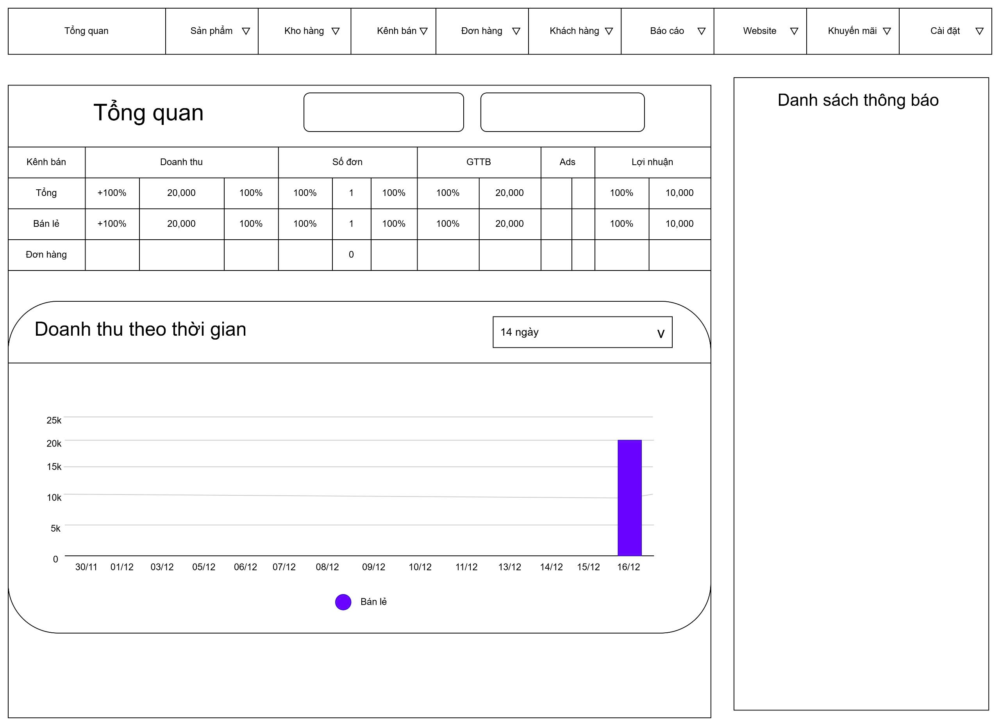 Tổng quan Sản phẩm Kho hàng Kênh bán Đơn hàng Khách hàng Báo cáo Website Khuyến mãi Cài đặt
Tổng quan
Danh sách thông báo
Kênh bán Doanh thu Số đơn GTTB Ads Lợi nhuận
Tổng +100% 20,000 100% 100% 1 100% 100% 20,000 100% 10,000
Bán lẻ +100% 20,000 100% 100% 1 100% 100% 20,000 100% 10,000
Đơn hàng 0
Doanh thu theo thời gian
14 ngày v
25k
20k
15k
10k
5k
0
30/11 01/12 03/12 05/12 06/12 07/12 08/12 09/12 10/12 11/12 13/12 14/12 15/12 16/12
Bán lẻ